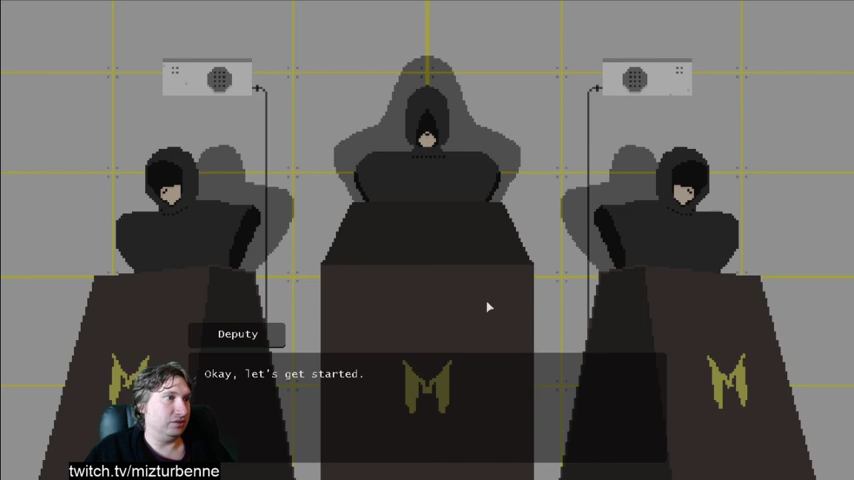 Deputy
Okay, let's get started.
M
M
M
twitch.tv/mizturbenne